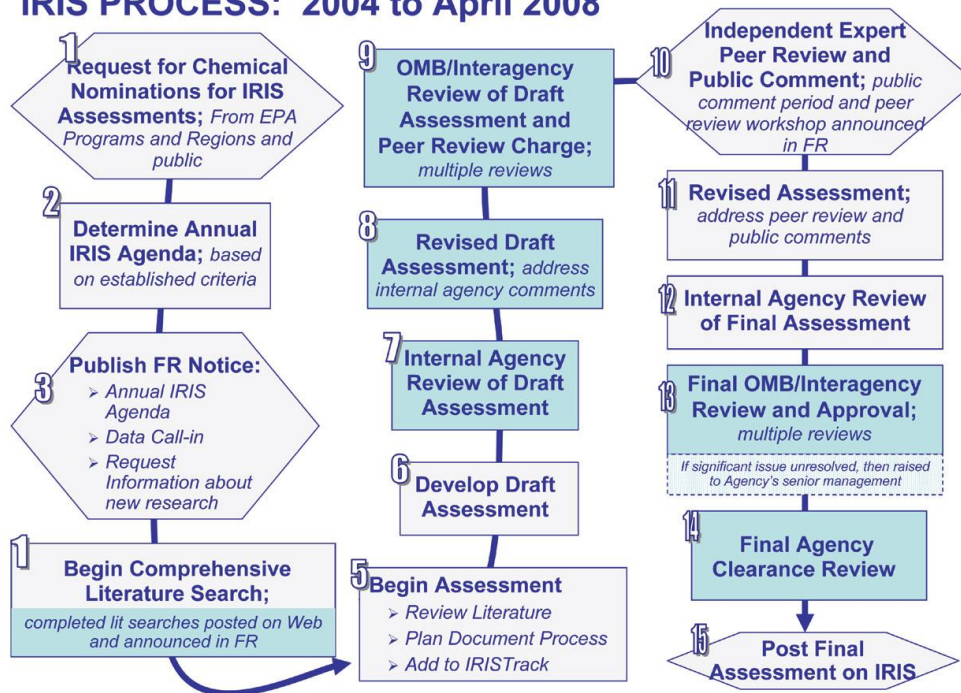 IRIS PROCESS: 2004 to April 2008
1
Request for Chemical
Nominations for IRIS
Assessments; From EPA
Programs and Regions and
public
2
Determine Annual
IRIS Agenda; based
on established criteria
3
Publish FR Notice:
➢ Annual IRIS
Agenda
➢ Data Call-in
➢ Request
Information about
new research
1
Begin Comprehensive
Literature Search;
completed lit searches posted on Web
and announced in FR
5
Begin Assessment
➢ Review Literature
➢ Plan Document Process
➢ Add to IRISTrack
6
Develop Draft
Assessment
7
Internal Agency
Review of Draft
Assessment
8
Revised Draft
Assessment; address
internal agency comments
9
OMB/Interagency
Review of Draft
Assessment and
Peer Review Charge;
multiple reviews
10
Independent Expert
Peer Review and
Public Comment; public
comment period and peer
review workshop announced
in FR
11
Revised Assessment;
address peer review and
public comments
12
Internal Agency Review
of Final Assessment
13
Final OMB/Interagency
Review and Approval;
multiple reviews
If significant issue unresolved, then raised
to Agency's senior management
14
Final Agency
Clearance Review
15
Post Final
Assessment on IRIS